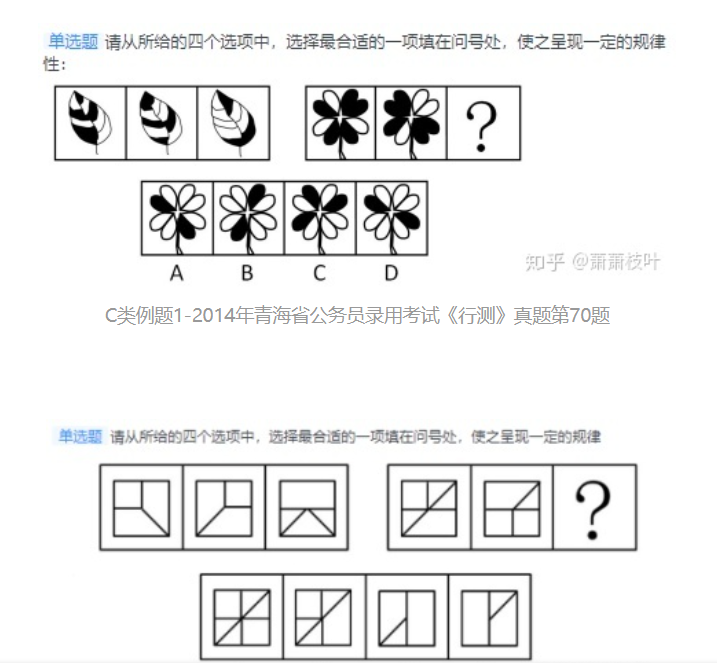 单选题 请从所给的四个选项中，选择最合适的一项填在问号处，使之呈现一定的规律
性：
?
A B C D
知乎 @萧萧枝叶
C类例题1-2014年青海省公务员录用考试《行测》真题第70题
单选题 请从所给的四个选项中，选择最合适的一项填在问号处，使之呈现一定的规律
?